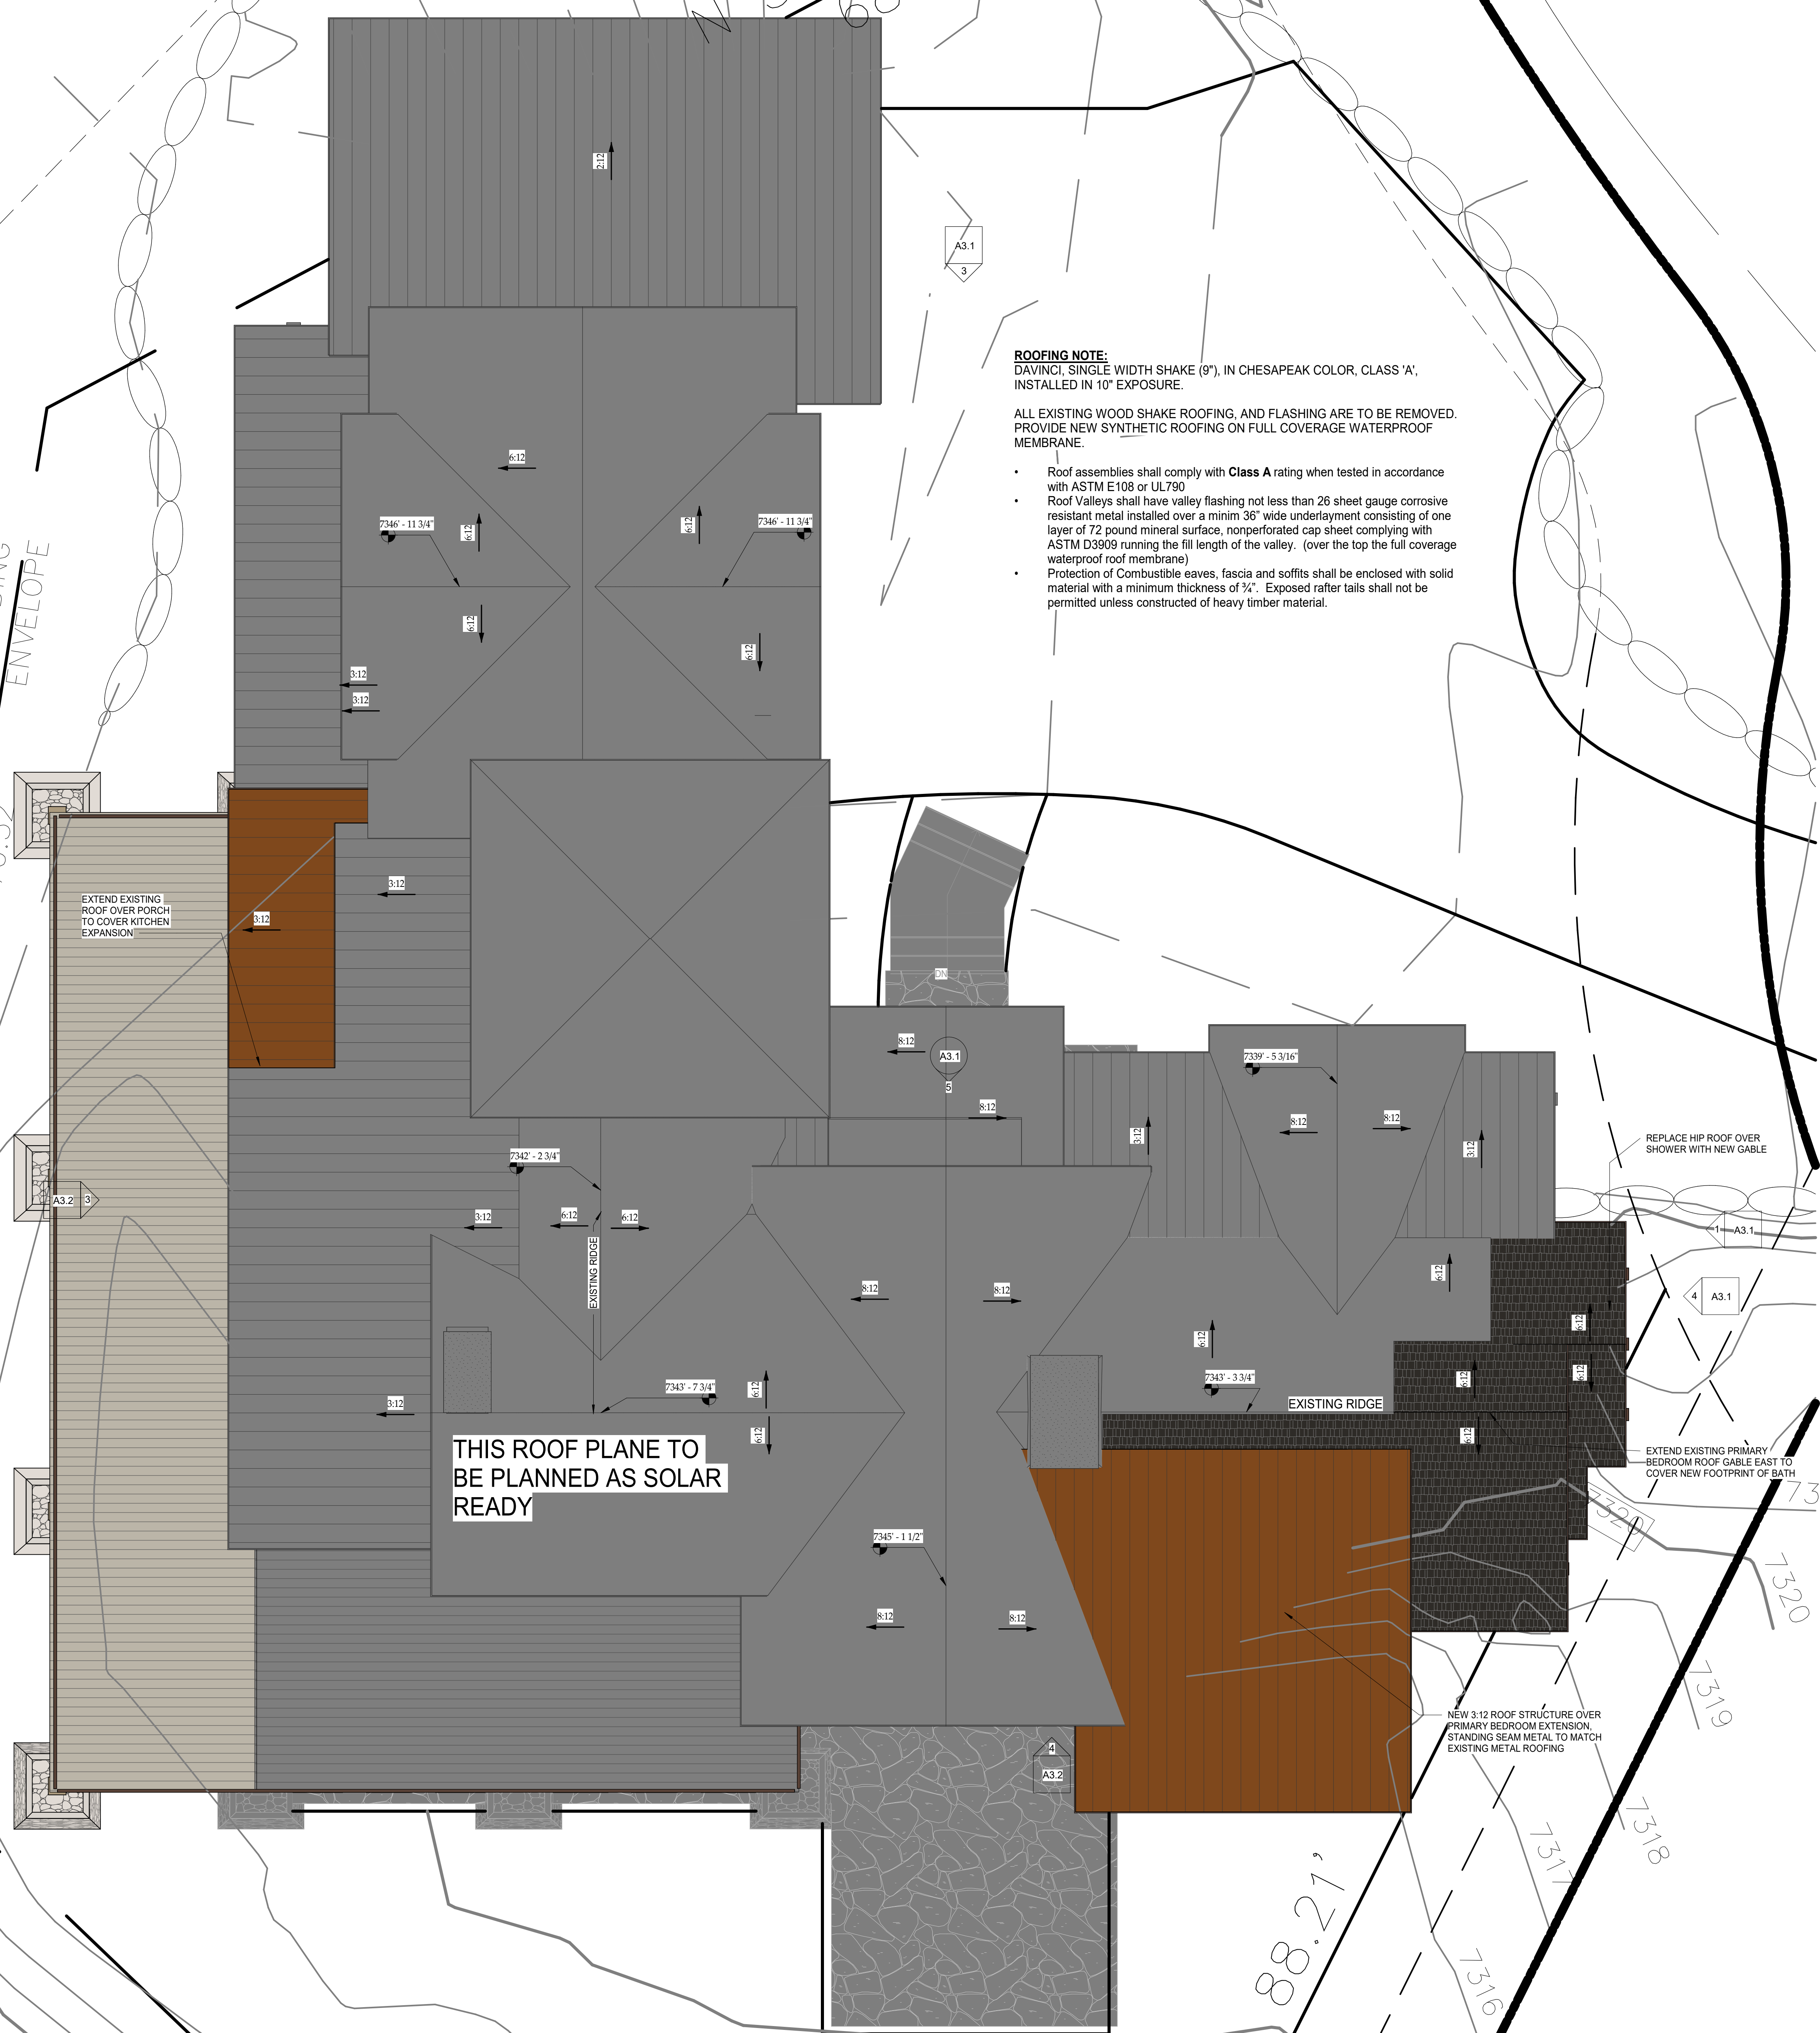 2:12
A3.1
3
ROOFING NOTE:
DAVINCI, SINGLE WIDTH SHAKE (9"), IN CHESAPEAK COLOR, CLASS 'A',
INSTALLED IN 10" EXPOSURE.
ALL EXISTING WOOD SHAKE ROOFING, AND FLASHING ARE TO BE REMOVED.
PROVIDE NEW SYNTHETIC ROOFING ON FULL COVERAGE WATERPROOF
MEMBRANE.
• Roof assemblies shall comply with Class A rating when tested in accordance
with ASTM E108 or UL790
• Roof Valleys shall have valley flashing not less than 26 sheet gauge corrosive
resistant metal installed over a minim 36" wide underlayment consisting of one
layer of 72 pound mineral surface, nonperforated cap sheet complying with
ASTM D3909 running the fill length of the valley. (over the top the full coverage
waterproof roof membrane)
• Protection of Combustible eaves, fascia and soffits shall be enclosed with solid
material with a minimum thickness of ¾". Exposed rafter tails shall not be
permitted unless constructed of heavy timber material.
6:12
7346' - 11 3/4"
6:12
6:12
7346' - 11 3/4"
6:12
6:12
ENVELOPE
3:12
3:12
3:12
EXTEND EXISTING
ROOF OVER PORCH
TO COVER KITCHEN
EXPANSION
3:12
DN
8:12
A3.1
5
8:12
7339' - 5 3/16"
8:12
8:12
3:12
3:12
REPLACE HIP ROOF OVER
SHOWER WITH NEW GABLE
7342' - 2 3/4"
A3.2
3
3:12
6:12
6:12
EXISTING RIDGE
1
A3.1
4
A3.1
8:12
8:12
6:12
6:12
6:12
6:12
6:12
7343' - 7 3/4"
6:12
7343' - 3 3/4"
3:12
EXISTING RIDGE
6:12
6:12
THIS ROOF PLANE TO
BE PLANNED AS SOLAR
READY
EXTEND EXISTING PRIMARY
BEDROOM ROOF GABLE EAST TO
COVER NEW FOOTPRINT OF BATH
7320
7320
7345' - 1 1/2"
8:12
8:12
NEW 3:12 ROOF STRUCTURE OVER
PRIMARY BEDROOM EXTENSION,
STANDING SEAM METAL TO MATCH
EXISTING METAL ROOFING
4
A3.2
7319
7318
7317
7316
88.21'